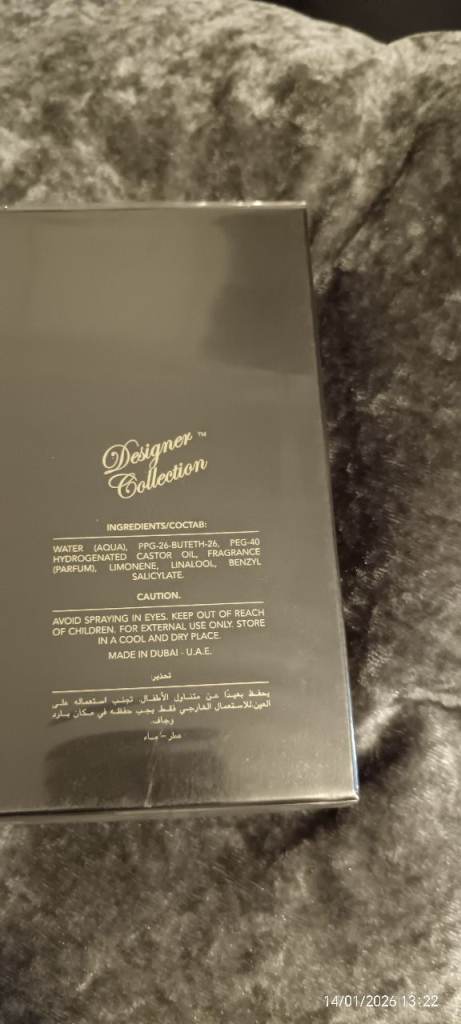 Designer ™
Collection
INGREDIENTS/COCTAB:
WATER (AQUA), PPG-26-BUTETH-26, PEG-40
HYDROGENATED CASTOR OIL, FRAGRANCE
(PARFUM), LIMONENE, LINALOOL, BENZYL
SALICYLATE.
CAUTION.
AVOID SPRAYING IN EYES. KEEP OUT OF REACH
OF CHILDREN. FOR EXTERNAL USE ONLY. STORE
IN A COOL AND DRY PLACE.
MADE IN DUBAI - U.A.E.
تحذير:
يحفظ بعيدًا عن متناول الأطفال. تجنب استعماله على
العين.للاستعمال الخارجي فقط يجب حفظه في مكان بارد
وجاف.
عطر - ماء
14/01/2026 13:22